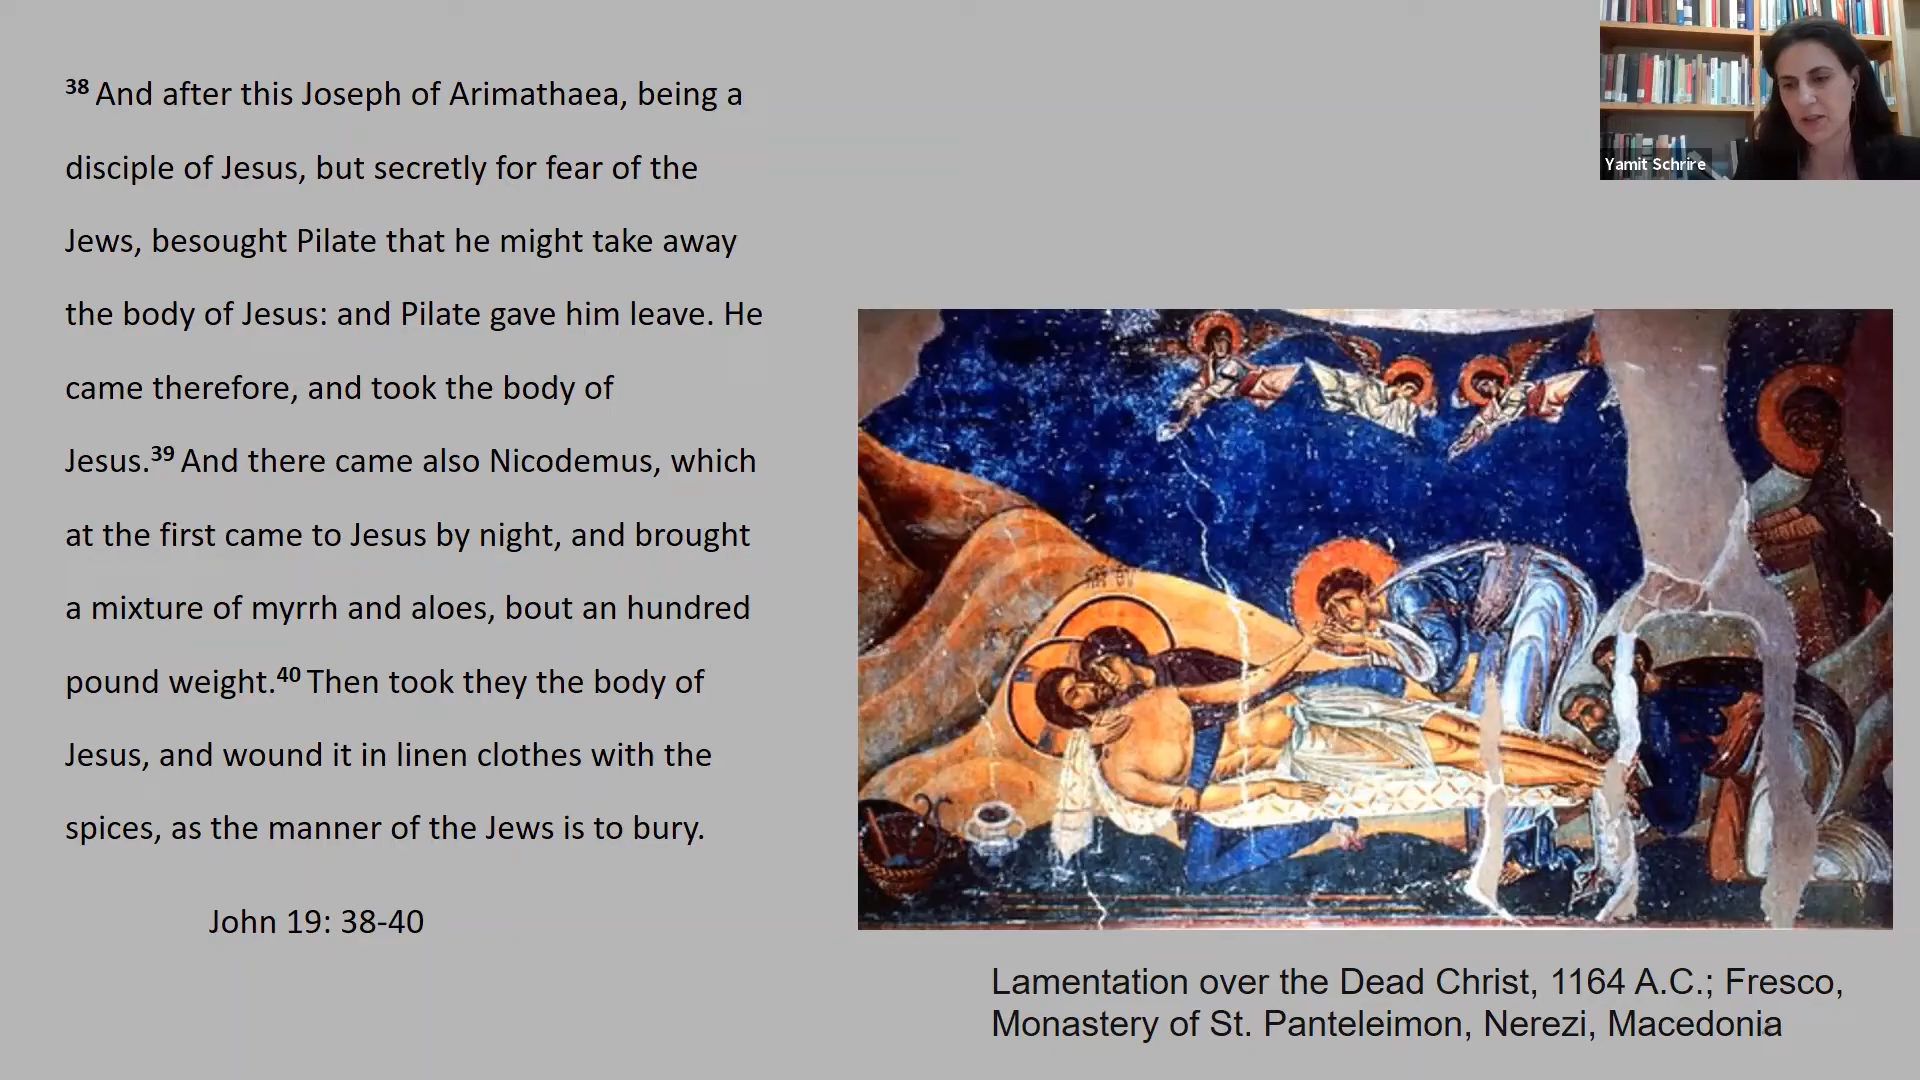 38 And after this Joseph of Arimathaea, being a
disciple of Jesus, but secretly for fear of the
Jews, besought Pilate that he might take away
the body of Jesus: and Pilate gave him leave. He
came therefore, and took the body of
Jesus.39 And there came also Nicodemus, which
at the first came to Jesus by night, and brought
a mixture of myrrh and aloes, bout an hundred
pound weight.40 Then took they the body of
Jesus, and wound it in linen clothes with the
spices, as the manner of the Jews is to bury.
John 19: 38-40
Yamit Schrire
Lamentation over the Dead Christ, 1164 A.C.; Fresco,
Monastery of St. Panteleimon, Nerezi, Macedonia